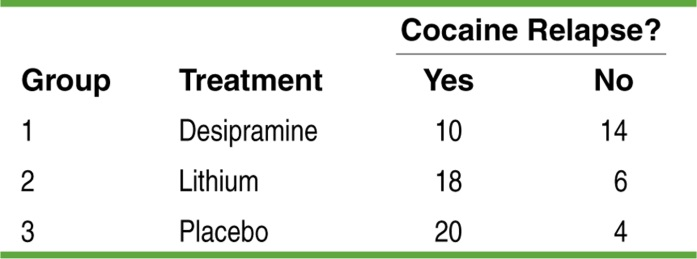 Cocaine Relapse?
Group Treatment Yes No
1 Desipramine 10 14
2 Lithium 18 6
3 Placebo 20 4